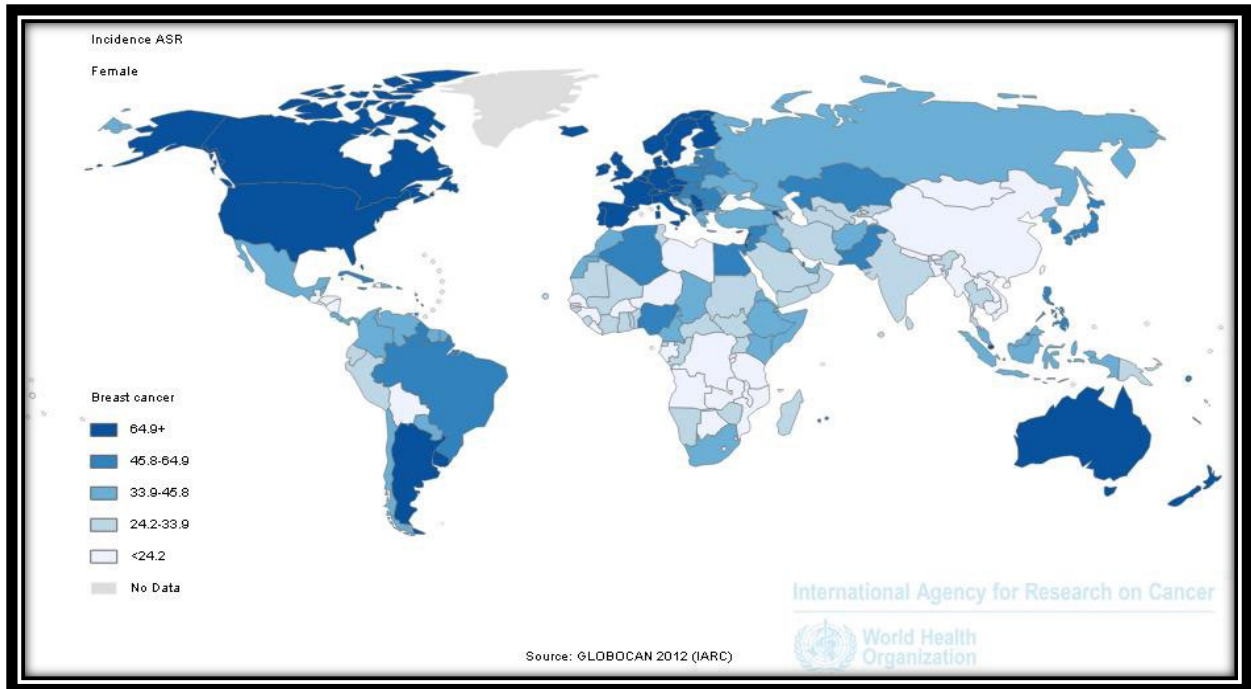 Incidence ASR
Female
Breast cancer
64.9+
45.8-64.9
33.9-45.8
24.2-33.9
<24.2
No Data
International Agency for Research on Cancer
World Health
Organization
Source: GLOBOCAN 2012 (IARC)